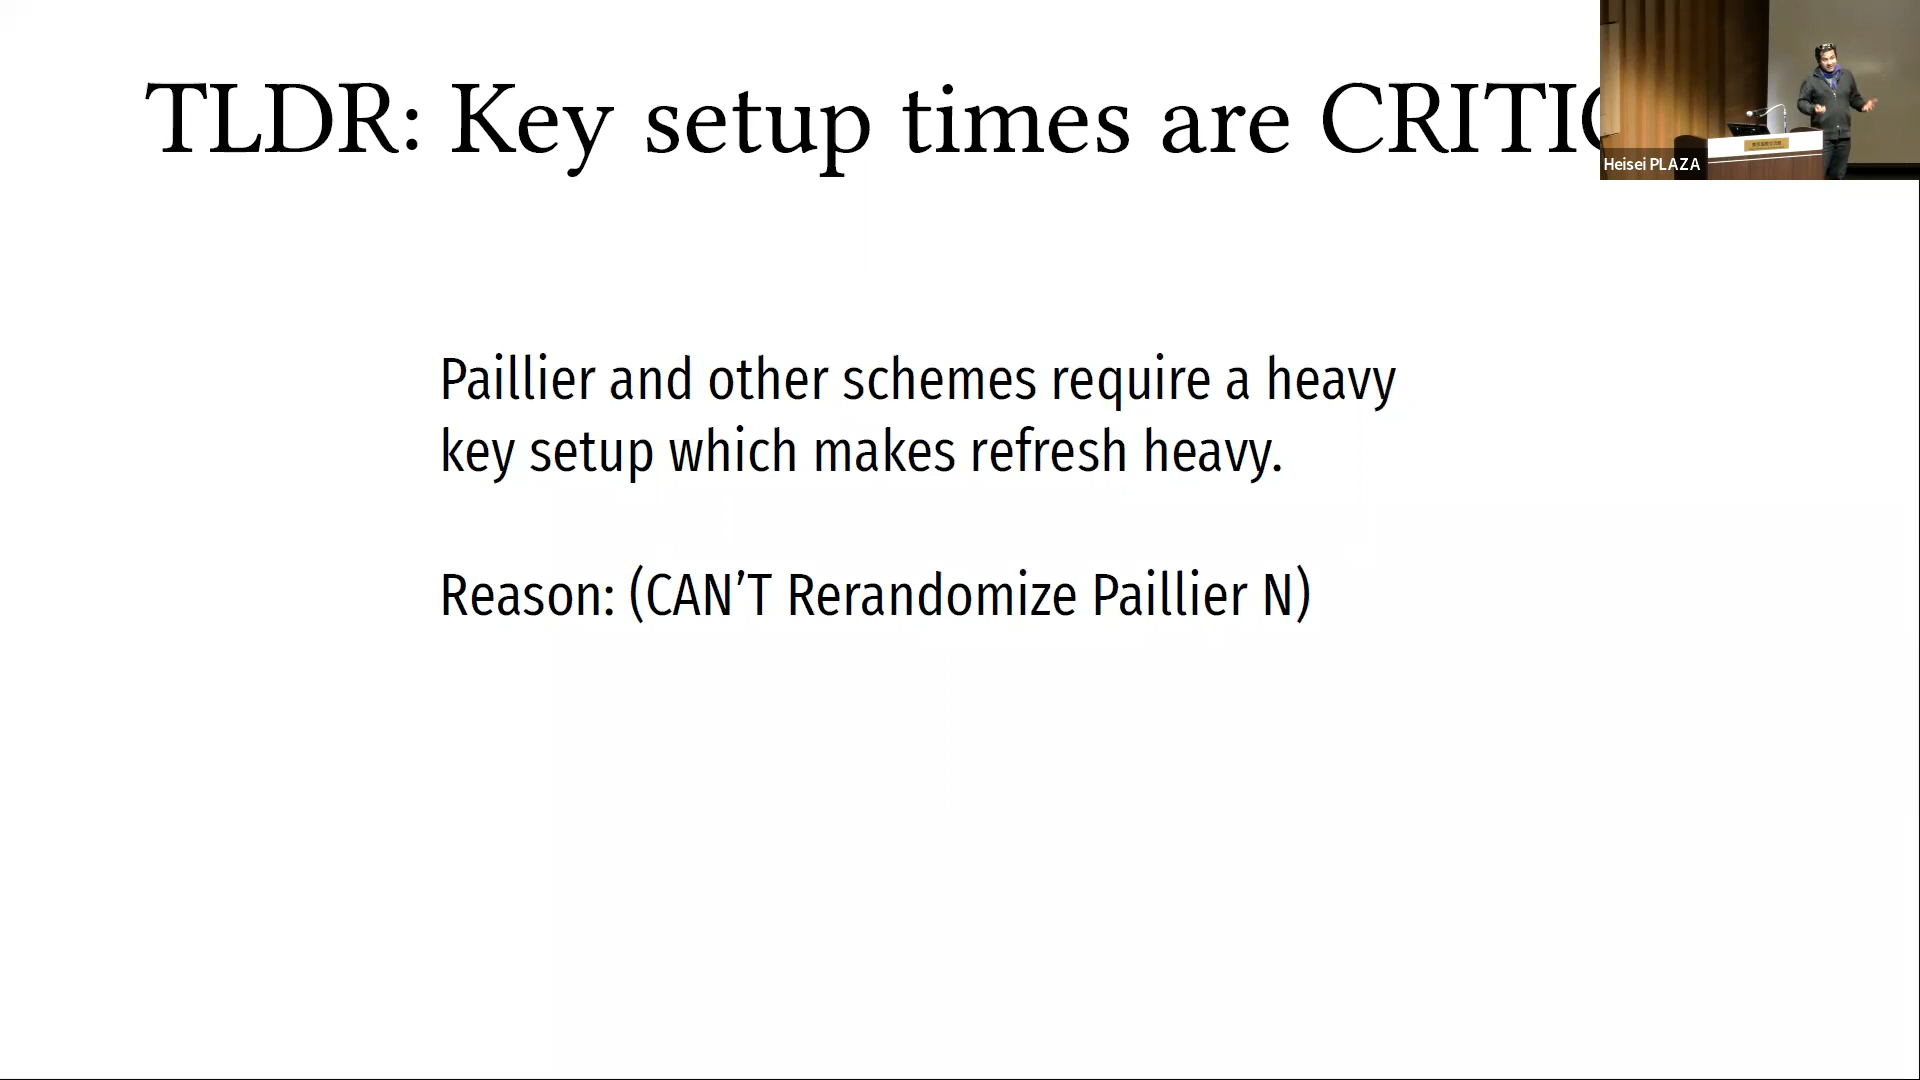 TLDR: Key setup times are CRITIC
Heisei PLAZA
Paillier and other schemes require a heavy
key setup which makes refresh heavy.
Reason: (CAN’T Rerandomize Paillier N)